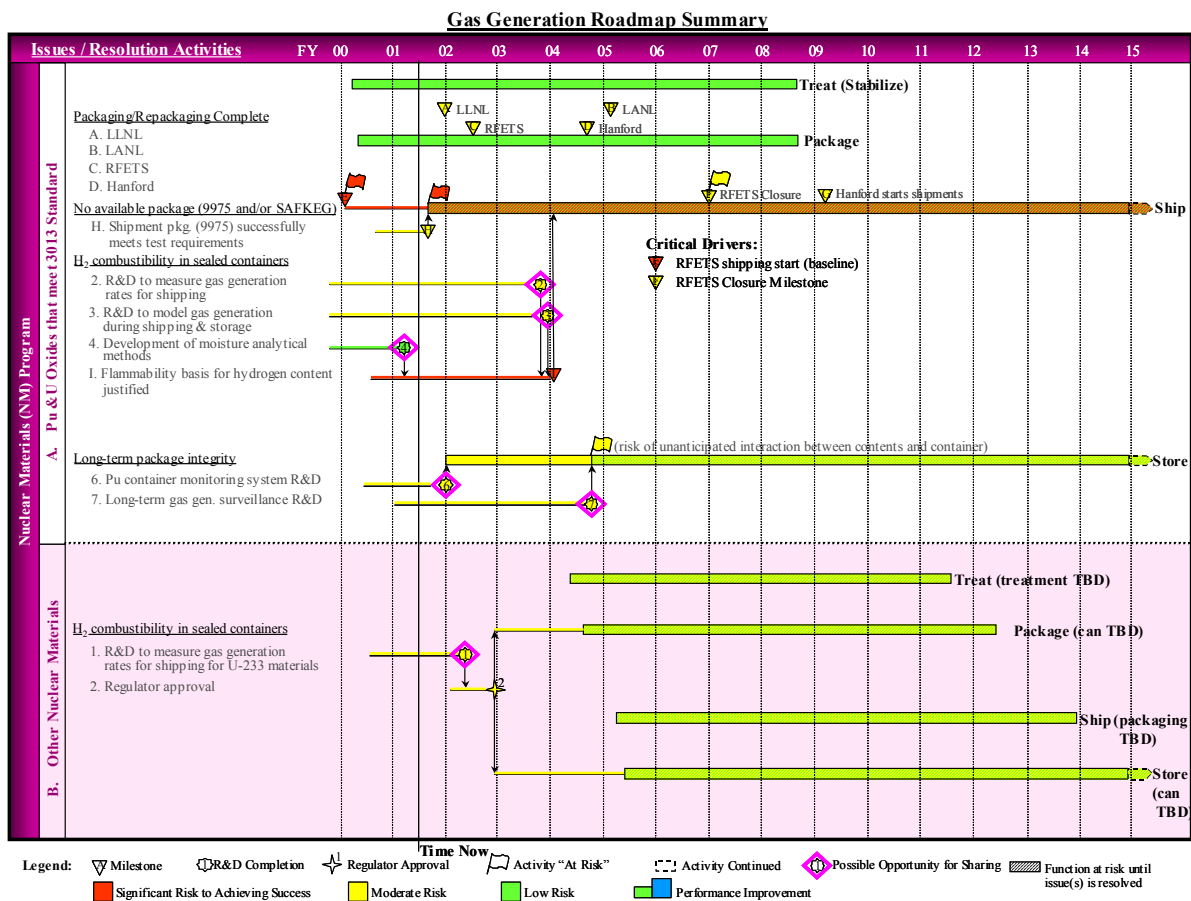 Gas Generation Roadmap Summary
Issues / Resolution Activities FY 00 01 02 03 04 05 06 07 08 09 10 11 12 13 14 15
Nuclear Materials (NM) Program
A. Pu & U Oxides that meet 3013 Standard
Treat (Stabilize)
Packaging/Repackaging Complete
A. LLNL
B. LANL
C. RFETS
D. Hanford
A LLNL
B LANL
RFETS
Hanford
Package
RFETS Closure
Hanford starts shipments
No available package (9975 and/or SAFKEG)
Ship
H. Shipment pkg. (9975) successfully
meets test requirements
Critical Drivers:
RFETS shipping start (baseline)
RFETS Closure Milestone
H2 combustibility in sealed containers
2. R&D to measure gas generation
rates for shipping
2
3. R&D to model gas generation
during shipping & storage
3
4. Development of moisture analytical
methods
4
I. Flammability basis for hydrogen content
justified
(risk of unanticipated interaction between contents and container)
Long-term package integrity
Store
6. Pu container monitoring system R&D
6
7. Long-term gas gen. surveillance R&D
7
B. Other Nuclear Materials
Treat (treatment TBD)
H2 combustibility in sealed containers
Package (can TBD)
1. R&D to measure gas generation
rates for shipping for U-233 materials
1
2. Regulator approval
2
Ship (packaging
TBD)
Store
(can
TBD)
Time Now
Legend: Milestone R&D Completion 1 Regulator Approval Activity "At Risk" Activity Continued Possible Opportunity for Sharing Function at risk until
issue(s) is resolved
Significant Risk to Achieving Success Moderate Risk Low Risk Performance Improvement